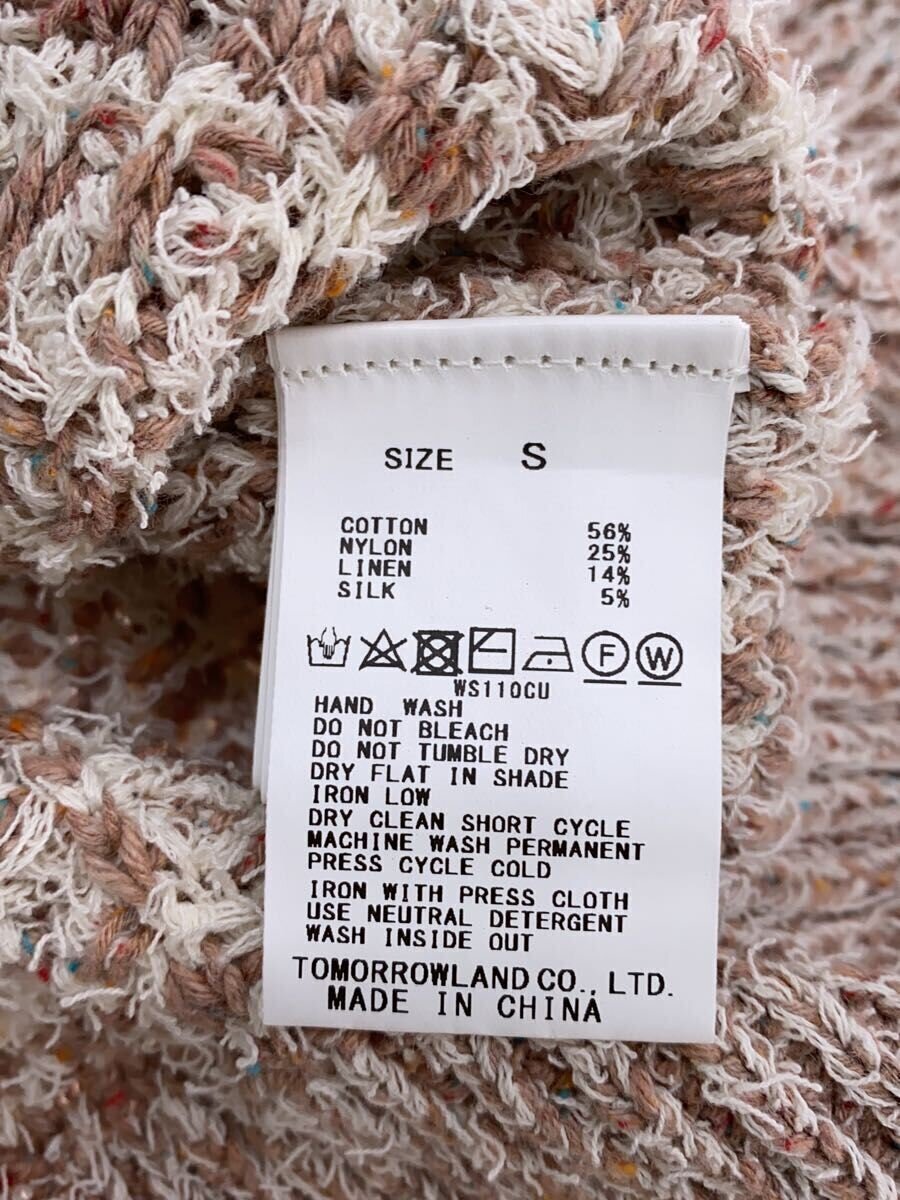 SIZE S
COTTON 56%
NYLON 25%
LINEN 14%
SILK 5%
F W
WS110CU
HAND WASH
DO NOT BLEACH
DO NOT TUMBLE DRY
DRY FLAT IN SHADE
IRON LOW
DRY CLEAN SHORT CYCLE
MACHINE WASH PERMANENT
PRESS CYCLE COLD
IRON WITH PRESS CLOTH
USE NEUTRAL DETERGENT
WASH INSIDE OUT
TOMORROWLAND CO., LTD.
MADE IN CHINA